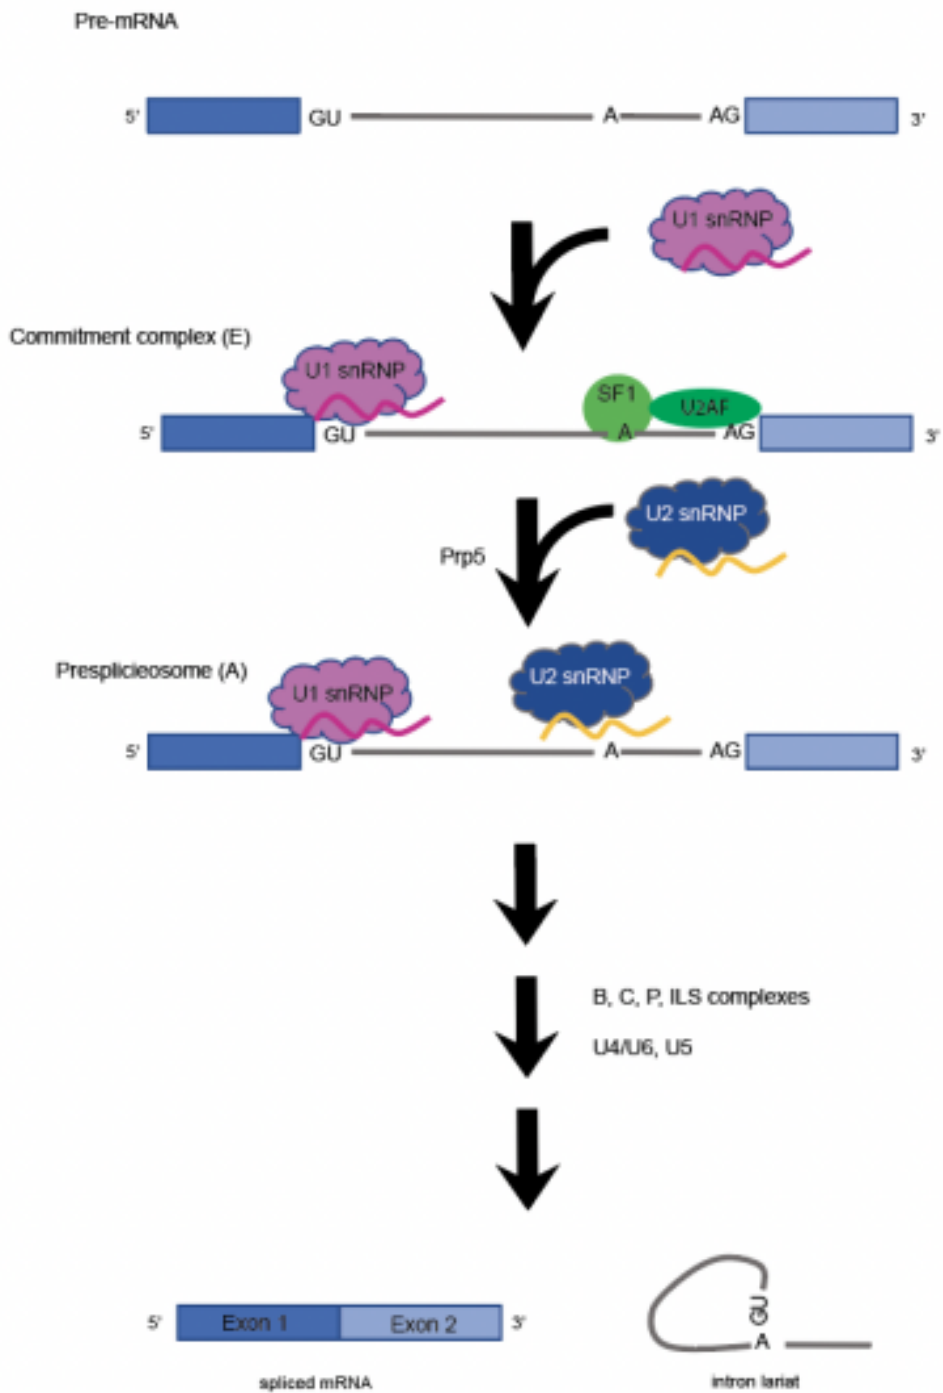 Pre-mRNA
5' GU A AG 3'
U1 snRNP
Commitment complex (E)
U1 snRNP
SF1
U2AF
5' GU A AG 3'
U2 snRNP
Prp5
Presplicieosome (A)
U2 snRNP
U1 snRNP
5' GU A AG 3'
B, C, P, ILS complexes
U4/U6, U5
GU
5' Exon 1 Exon 2 3'
A
spliced mRNA
intron lariat